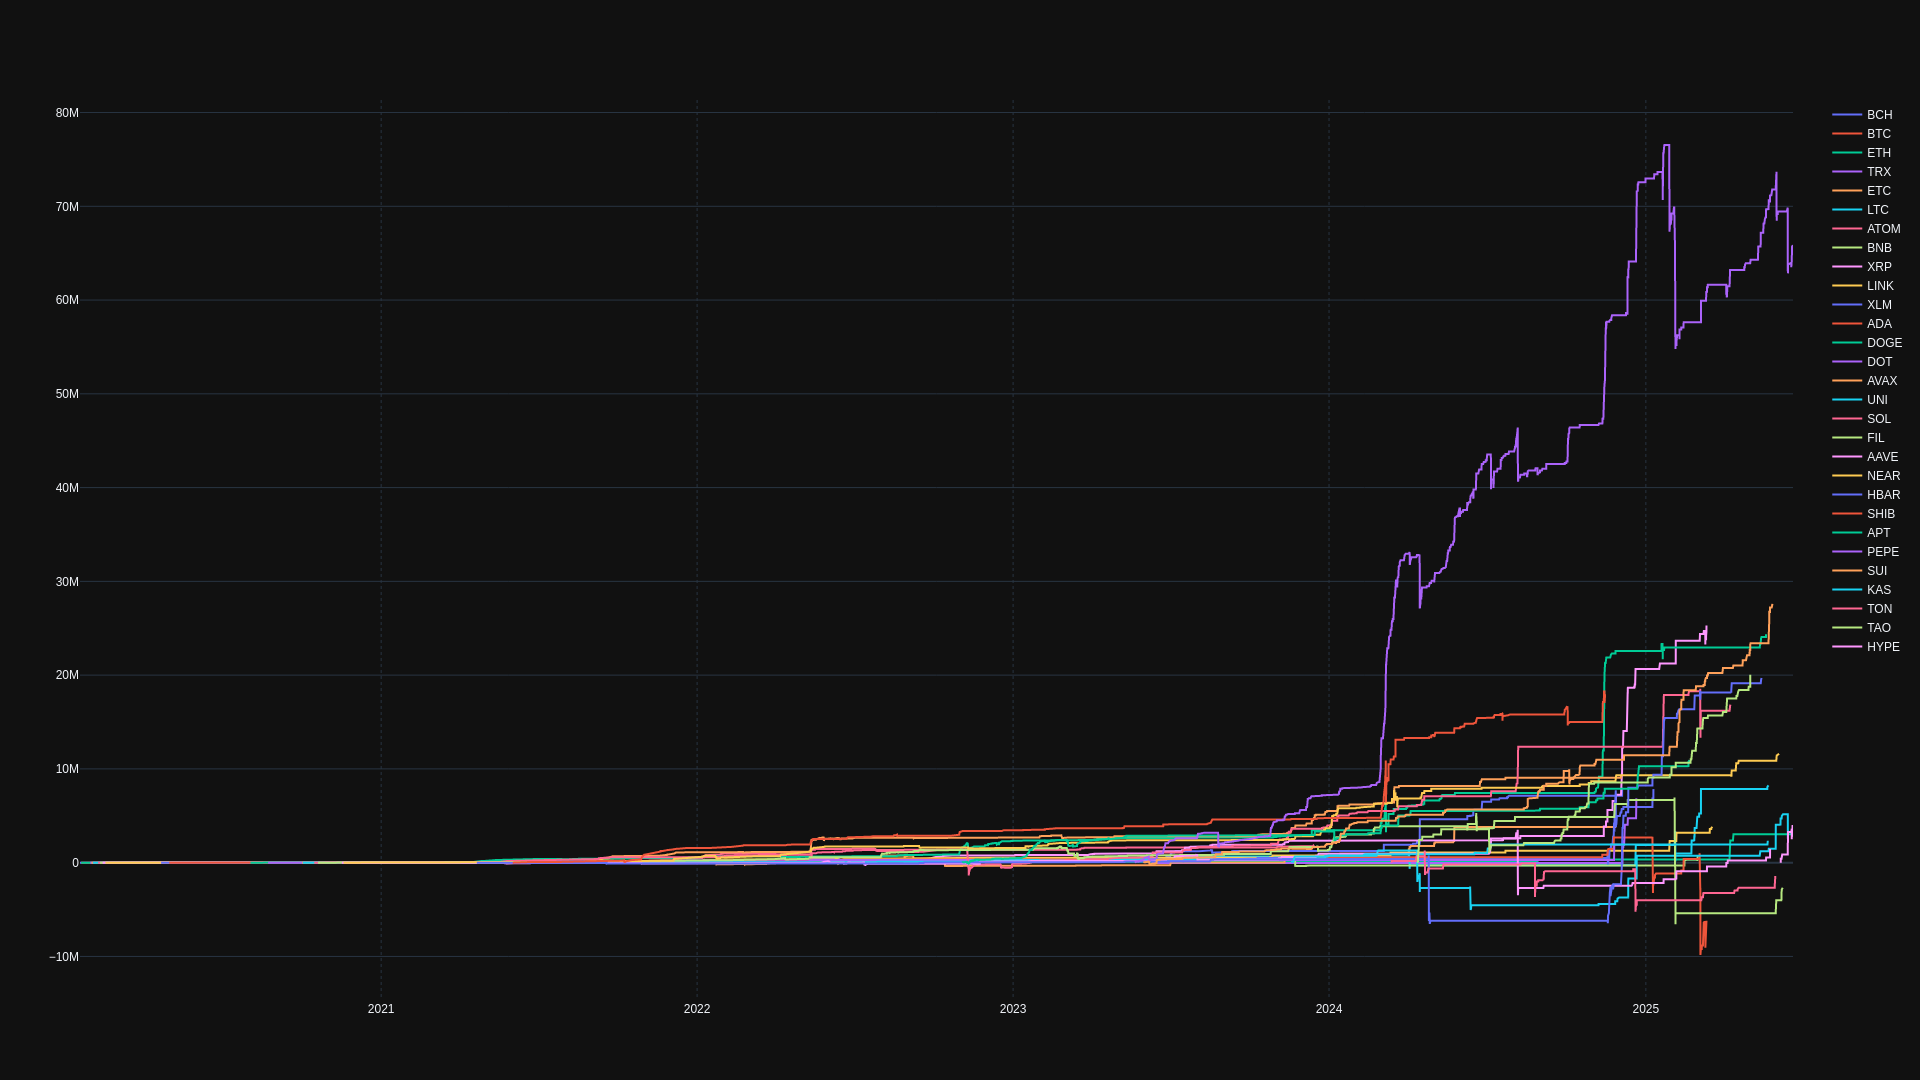 80M
70M
60M
50M
40M
30M
20M
10M
0
−10M
2021
2022
2023
2024
2025
BCH
BTC
ETH
TRX
ETC
LTC
ATOM
BNB
XRP
LINK
XLM
ADA
DOGE
DOT
AVAX
UNI
SOL
FIL
AAVE
NEAR
HBAR
SHIB
APT
PEPE
SUI
KAS
TON
TAO
HYPE